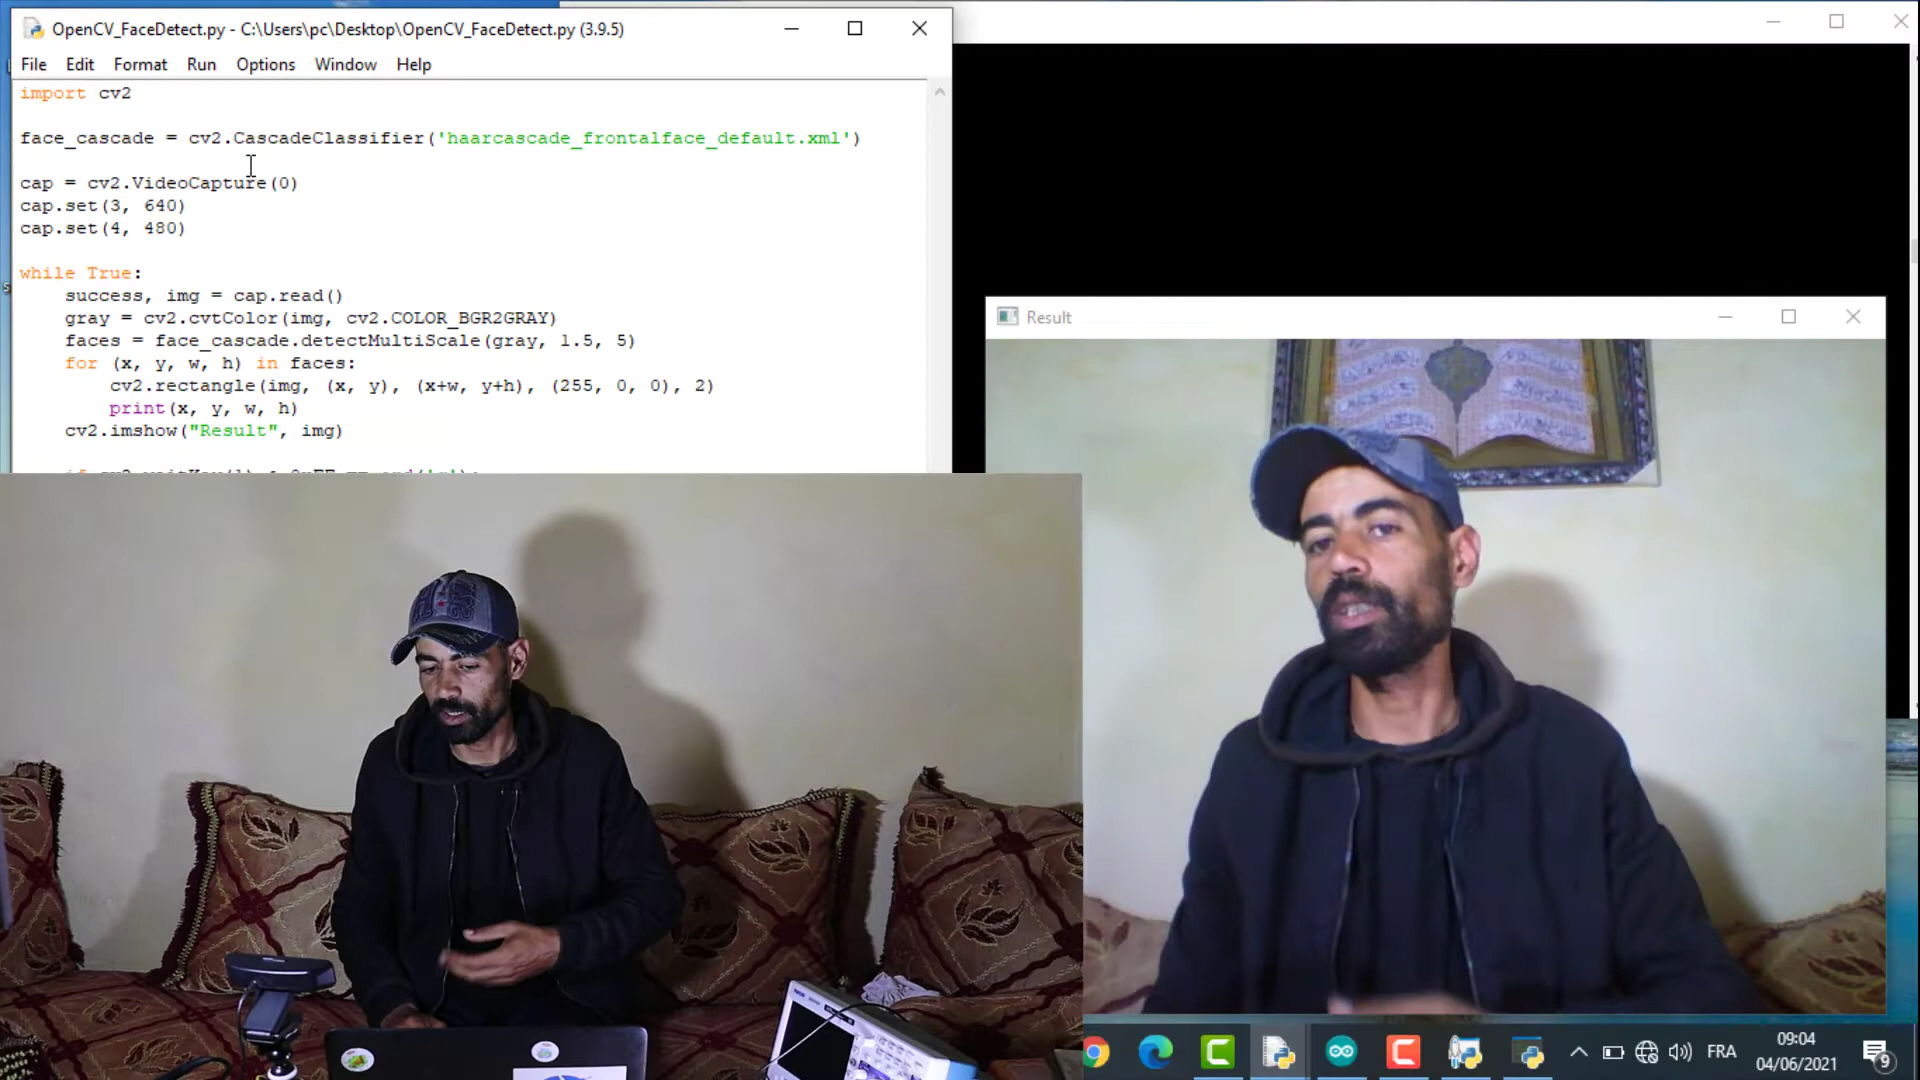 OpenCV_FaceDetect.py - C:\Users\pc\Desktop\OpenCV_FaceDetect.py (3.9.5)
File Edit Format Run Options Window Help
import cv2
face_cascade = cv2.CascadeClassifier('haarcascade_frontalface_default.xml')
cap = cv2.VideoCapture(0)
cap.set(3, 640)
cap.set(4, 480)
while True:
success, img = cap.read()
gray = cv2.cvtColor(img, cv2.COLOR_BGR2GRAY)
faces = face_cascade.detectMultiScale(gray, 1.5, 5)
for (x, y, w, h) in faces:
cv2.rectangle(img, (x, y), (x+w, y+h), (255, 0, 0), 2)
print(x, y, w, h)
cv2.imshow("Result", img)
Result
FRA
09:04
04/06/2021
9